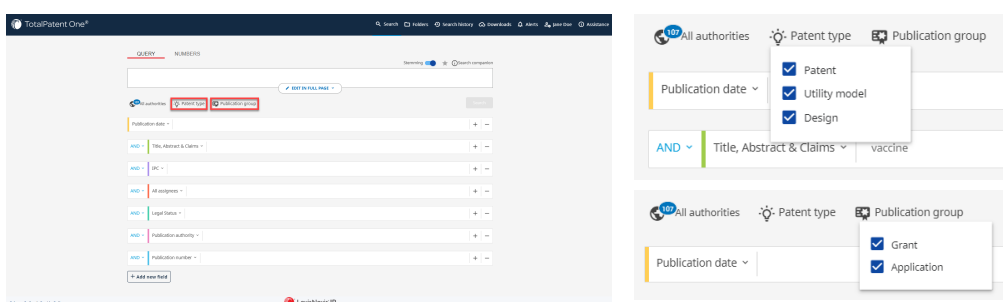 TotalPatent One®
Search Folders Search history Downloads Alerts Jane Doe Assistance
QUERY NUMBERS
Stemming Search companion
EDIT IN FULL PAGE
All authorities Patent type Publication group
Search
Publication date
AND Title, Abstract & Claims
AND IPC
AND All assignees
AND Legal Status
AND Publication authority
AND Publication number
+ Add new field
LexisNexis IP
107 All authorities Patent type Publication group
Patent
Publication date
Utility model
Design
AND Title, Abstract & Claims vaccine
107 All authorities Patent type Publication group
Grant
Publication date
Application